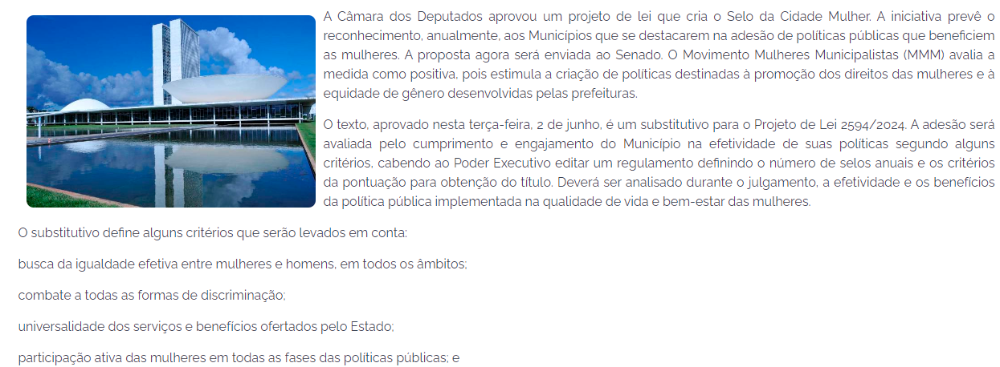 A Câmara dos Deputados aprovou um projeto de lei que cria o Selo da Cidade Mulher. A iniciativa prevê o
reconhecimento, anualmente, aos Municípios que se destacarem na adesão de políticas públicas que beneficiem
as mulheres. A proposta agora será enviada ao Senado. O Movimento Mulheres Municipalistas (MMM) avalia a
medida como positiva, pois estimula a criação de políticas destinadas à promoção dos direitos das mulheres e à
equidade de gênero desenvolvidas pelas prefeituras.
O texto, aprovado nesta terça-feira, 2 de junho, é um substitutivo para o Projeto de Lei 2594/2024. A adesão será
avaliada pelo cumprimento e engajamento do Município na efetividade de suas políticas segundo alguns
critérios, cabendo ao Poder Executivo editar um regulamento definindo o número de selos anuais e os critérios
da pontuação para obtenção do título. Deverá ser analisado durante o julgamento, a efetividade e os benefícios
da política pública implementada na qualidade de vida e bem-estar das mulheres.
O substitutivo define alguns critérios que serão levados em conta:
busca da igualdade efetiva entre mulheres e homens, em todos os âmbitos;
combate a todas as formas de discriminação;
universalidade dos serviços e benefícios ofertados pelo Estado;
participação ativa das mulheres em todas as fases das políticas públicas; e